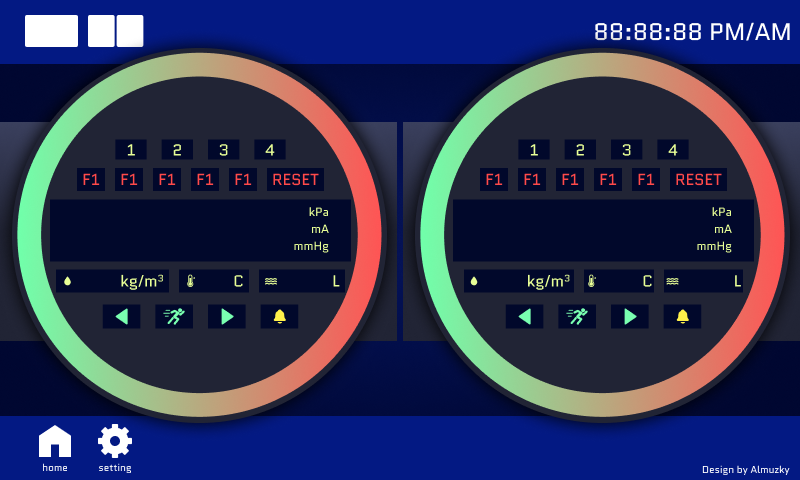 88:88:88 PM/AM
1 2 3 4
F1 F1 F1 F1 F1 RESET
kPa
mA
mmHg
kg/m³ C L
1 2 3 4
F1 F1 F1 F1 F1 RESET
kPa
mA
mmHg
kg/m³ C L
home setting
Design by Almuzky